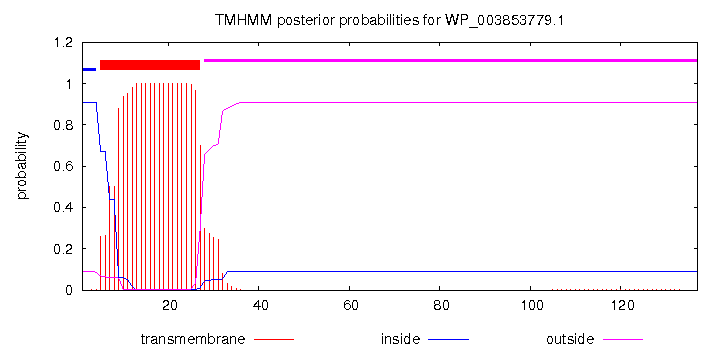 TMHMM posterior probabilities for WP_003853779.1
1.2
1
0.8
0.6
0.4
0.2
0
probability
20 40 60 80 100 120
transmembrane inside outside